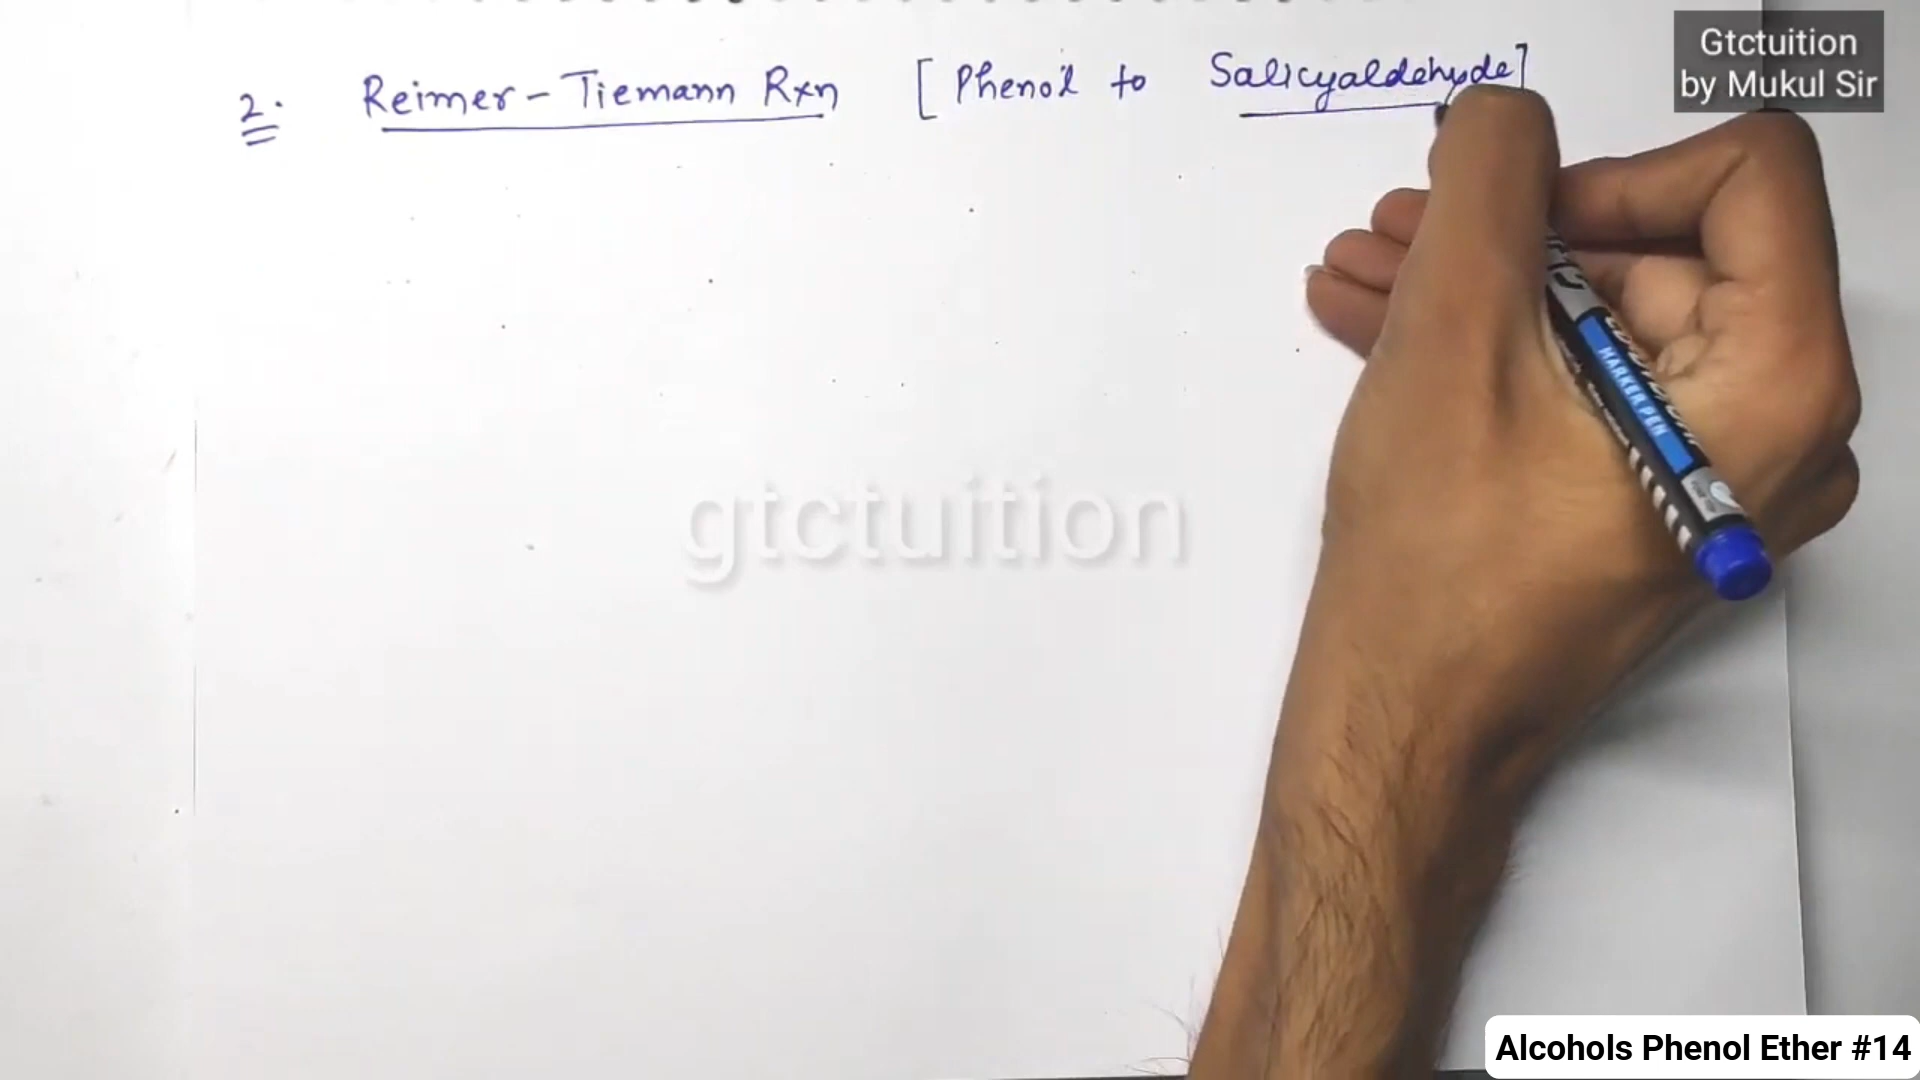 Gtctuition
by Mukul Sir
2. Reimer-Tiemann Rxn [Phenol to Salicyaldehyde]
MARKER PEN
gtctuition
Alcohols Phenol Ether #14